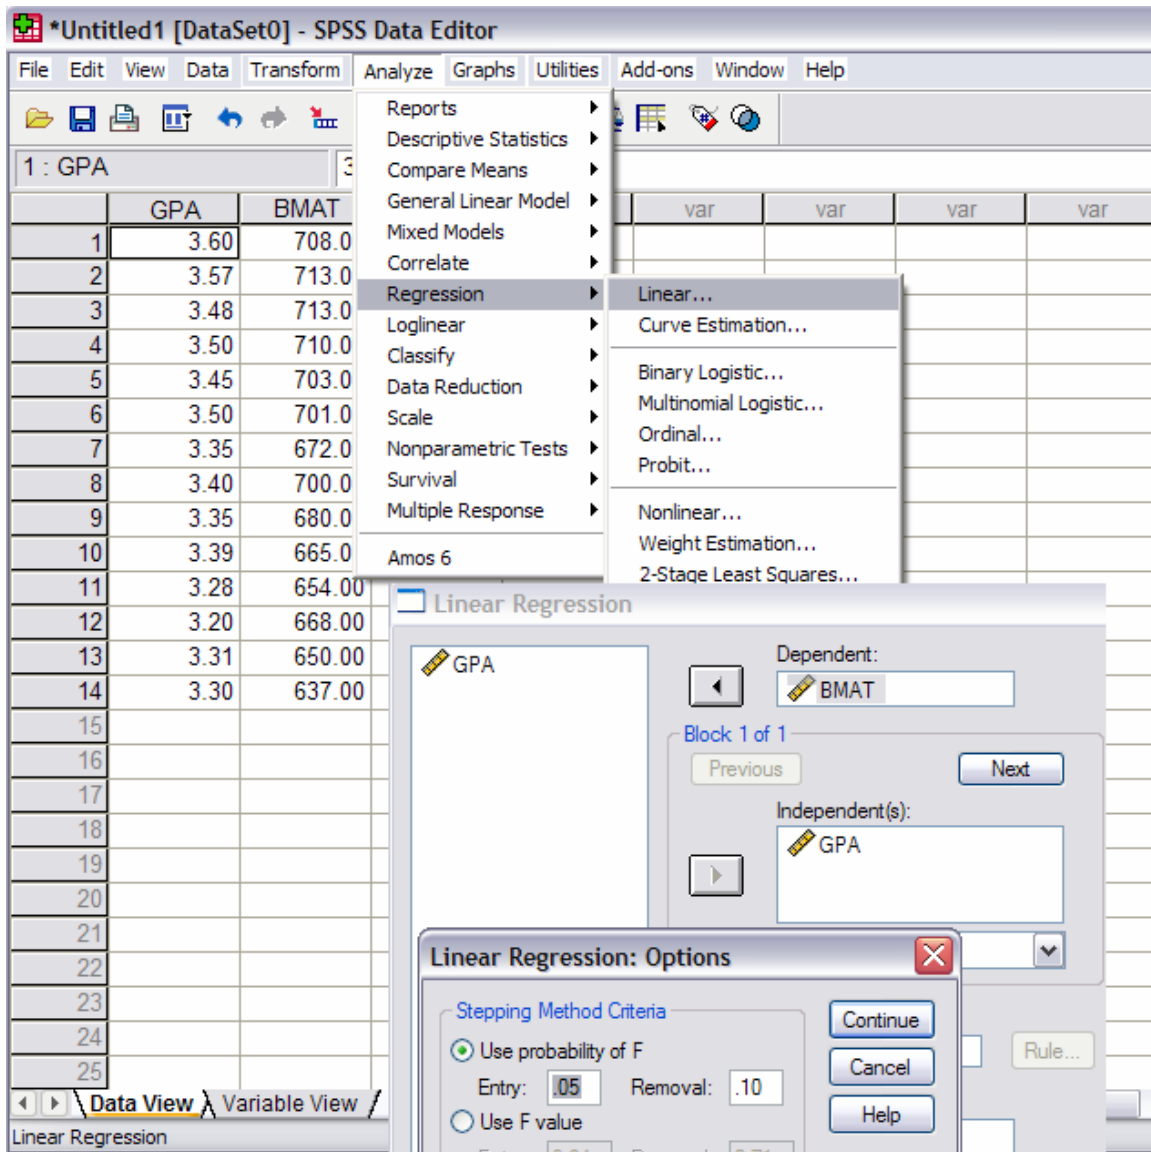 *Untitled1 [DataSet0] - SPSS Data Editor
File Edit View Data Transform Analyze Graphs Utilities Add-ons Window Help
1 : GPA 3
GPA BMAT var var var var
1 3.60 708.0
2 3.57 713.0
3 3.48 713.0
4 3.50 710.0
5 3.45 703.0
6 3.50 701.0
7 3.35 672.0
8 3.40 700.0
9 3.35 680.0
10 3.39 665.0
11 3.28 654.00
12 3.20 668.00
13 3.31 650.00
14 3.30 637.00
15
16
17
18
19
20
21
22
23
24
25
Reports
Descriptive Statistics
Compare Means
General Linear Model
Mixed Models
Correlate
Regression
Loglinear
Classify
Data Reduction
Scale
Nonparametric Tests
Survival
Multiple Response
Amos 6
Linear...
Curve Estimation...
Binary Logistic...
Multinomial Logistic...
Ordinal...
Probit...
Nonlinear...
Weight Estimation...
2-Stage Least Squares...
Linear Regression
GPA
Dependent:
BMAT
Block 1 of 1
Previous Next
Independent(s):
GPA
Rule...
Linear Regression: Options
Stepping Method Criteria
Use probability of F
Entry: .05 Removal: .10
Use F value
Continue
Cancel
Help
Data View Variable View
Linear Regression